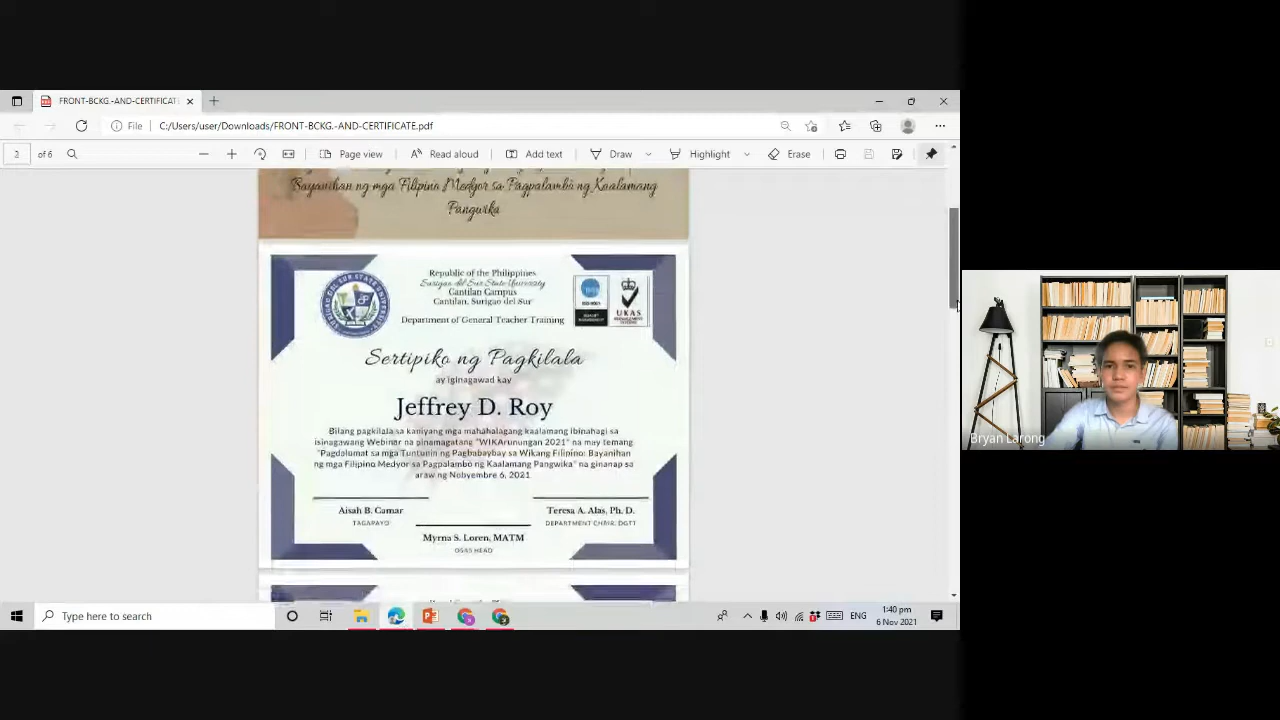 FRONT-BCKG.-AND-CERTIFICAT
File C:/Users/user/Downloads/FRONT-BCKG.-AND-CERTIFICATE.pdf
of 6 Page view Read aloud Add text Draw Highlight Erase
Bayanihan ng mga Filipino Medyor sa Pagpalambo ng Kaalamang
Pangwika
Republic of the Philippines
Surigao del Sur State University
Cantilan Campus
Cantilan, Surigao del Sur
Department of General Teacher Training
UKAS
Sertipiko ng Pagkilala
ay iginagawad kay
Jeffrey D. Roy
Bilang pagkilala sa kaniyang mga mahahalagang kaalamang ibinahagi sa
isinagawang Webinar na pinamagatang "WIKArunungan 2021" na may temang
"Pagdalumat sa mga Tuntunin ng Pagbabaybay sa Wikang Filipino: Bayanihan
ng mga Filipino Medyor sa Pagpalambo ng Kaalamang Pangwika" na ginanap sa
araw ng Nobyembre 6, 2021
Aisah B. Camar
TAGAPAYO
Teresa A. Alas, Ph. D.
DEPARTMENT CHAIR, DGTT
Myrna S. Loren, MATM
OSAS HEAD
Bryan Larong
Type here to search
ENG
1:40 pm
6 Nov 2021